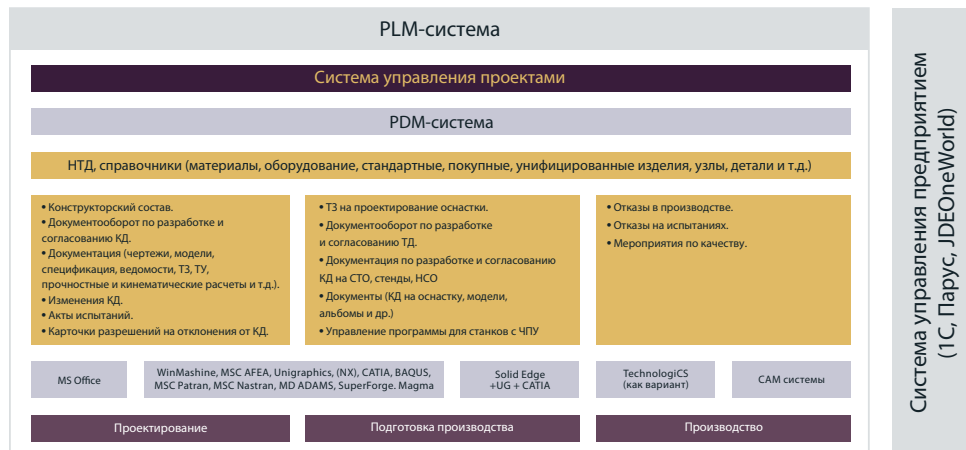 PLM-система
Система управления проектами
PDM-система
НТД, справочники (материалы, оборудование, стандартные, покупные, унифицированные изделия, узлы, детали и т.д.)
• Конструкторский состав.
• Документооборот по разработке и
согласованию КД.
• Документация (чертежи, модели,
спецификация, ведомости, ТЗ, ТУ,
прочностные и кинематические расчеты и т.д.).
• Изменения КД.
• Акты испытаний.
• Карточки разрешений на отклонения от КД.
• ТЗ на проектирование оснастки.
• Документооборот по разработке
и согласованию ТД.
• Документация по разработке и согласованию
КД на СТО, стенды, НСО
• Документы (КД на оснастку, модели,
альбомы и др.)
• Управление программы для станков с ЧПУ
• Отказы в производстве.
• Отказы на испытаниях.
• Мероприятия по качеству.
MS Office
WinMashine, MSC AFEA, Unigraphics, (NX), CATIA, BAQUS,
MSC Patran, MSC Nastran, MD ADAMS, SuperForge. Magma
Solid Edge
+UG + CATIA
TechnologiCS
(как вариант)
CAM системы
Проектирование
Подготовка производства
Производство
Система управления предприятием
(1С, Парус, JDEOneWorld)